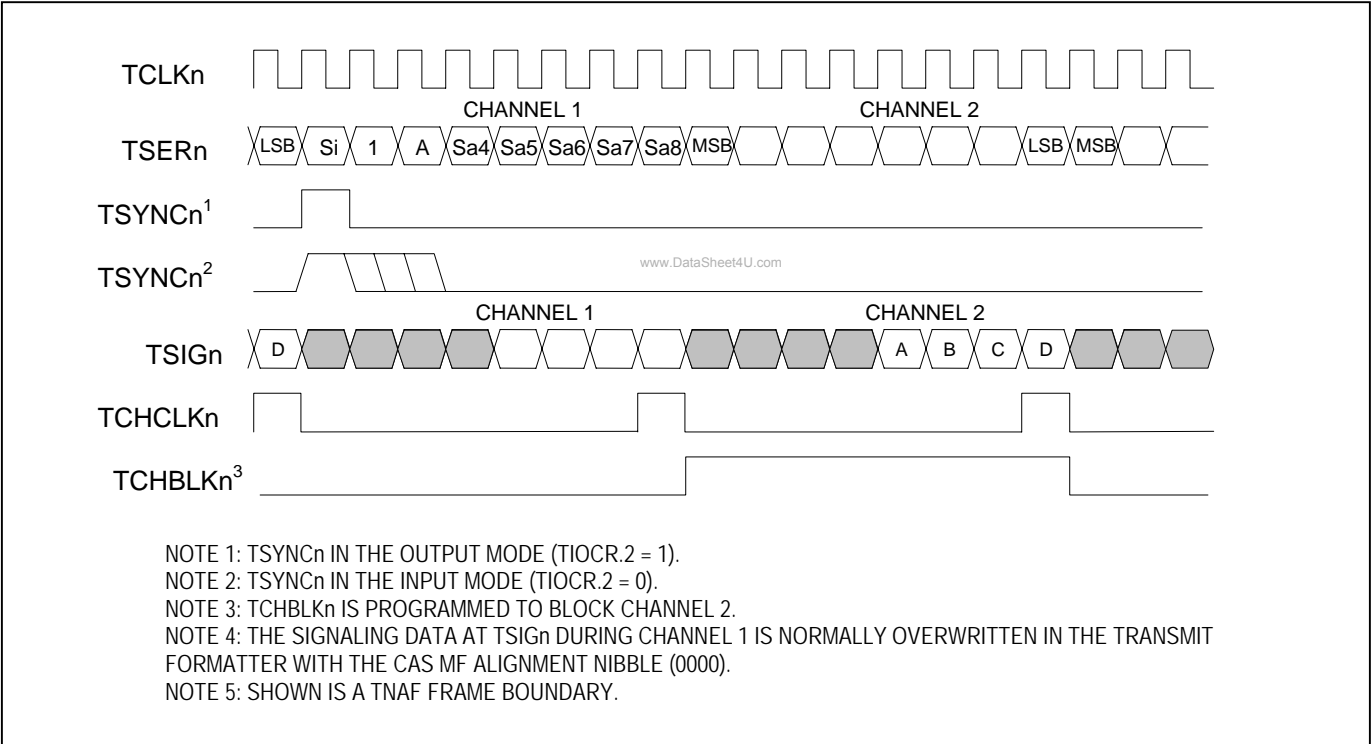 TCLKn
CHANNEL 1 CHANNEL 2
TSERn LSB Si 1 A Sa4 Sa5 Sa6 Sa7 Sa8 MSB LSB MSB
TSYNCn1
TSYNCn2
www.DataSheet4U.com
CHANNEL 1 CHANNEL 2
TSIGn D A B C D
TCHCLKn
TCHBLKn3
NOTE 1: TSYNCn IN THE OUTPUT MODE (TIOCR.2 = 1).
NOTE 2: TSYNCn IN THE INPUT MODE (TIOCR.2 = 0).
NOTE 3: TCHBLKn IS PROGRAMMED TO BLOCK CHANNEL 2.
NOTE 4: THE SIGNALING DATA AT TSIGn DURING CHANNEL 1 IS NORMALLY OVERWRITTEN IN THE TRANSMIT
FORMATTER WITH THE CAS MF ALIGNMENT NIBBLE (0000).
NOTE 5: SHOWN IS A TNAF FRAME BOUNDARY.